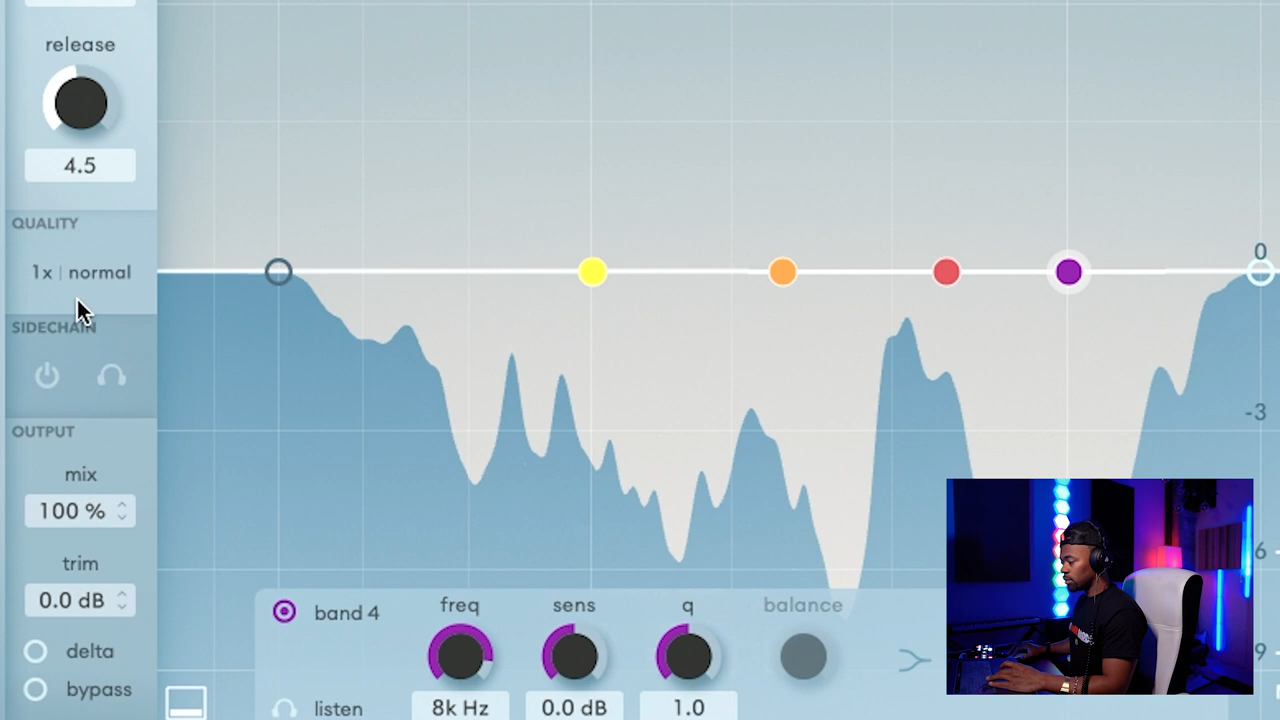 release
4.5
QUALITY
1x | normal
SIDECHAIN
OUTPUT
mix
100 %
trim
0.0 dB
delta
bypass
0
-3
6
9
band 4
listen
freq
8k Hz
sens
0.0 dB
q
1.0
balance